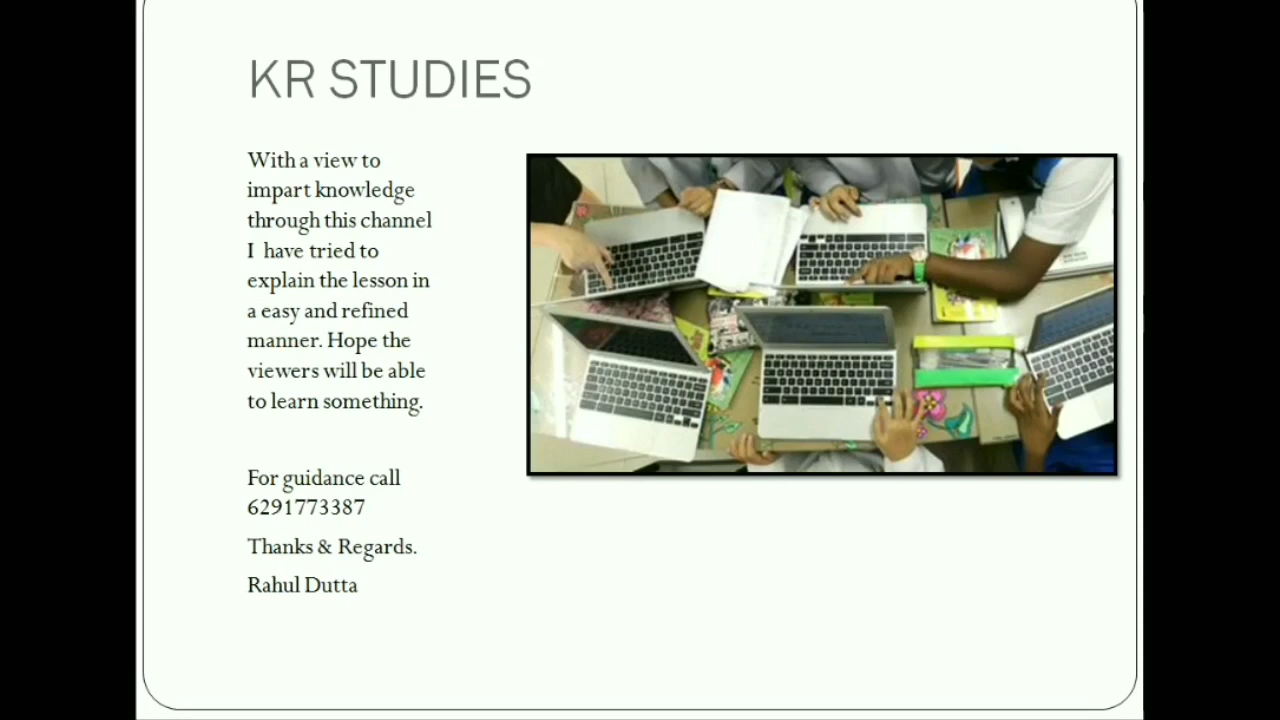 KR STUDIES
With a view to
impart knowledge
through this channel
I have tried to
explain the lesson in
a easy and refined
manner. Hope the
viewers will be able
to learn something.
For guidance call
6291773387
Thanks & Regards.
Rahul Dutta